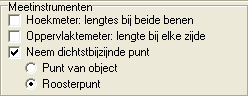 Meetinstrumenten
Hoekmeter: lengtes bij beide benen
Oppervlaktemeter: lengte bij elke zijde
Neem dichtstbijzijnde punt
Punt van object
Roosterpunt